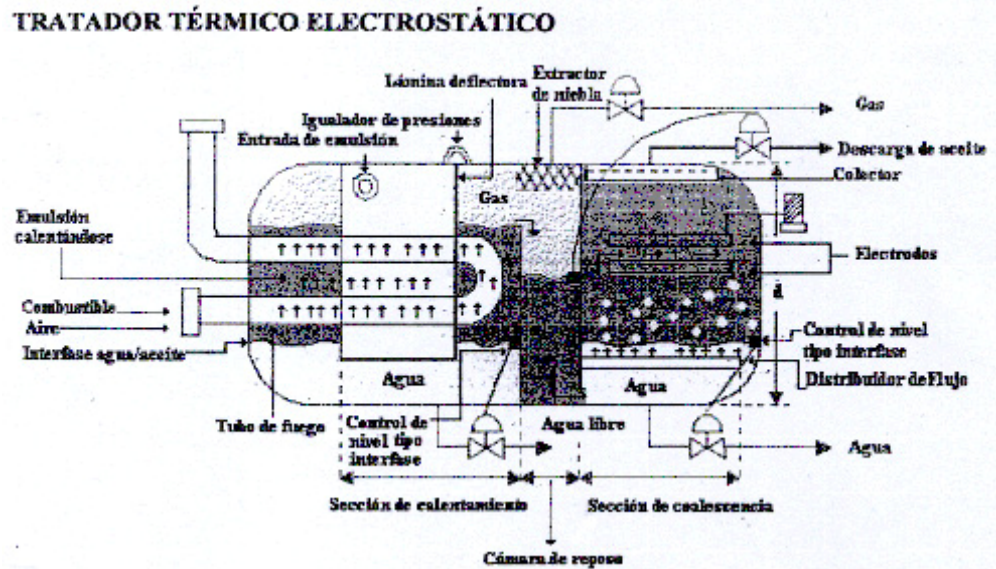 TRATADOR TÉRMICO ELECTROSTÁTICO
Lámina deflectora
Extractor
de niebla
Gas
Igualador de presiones
Entrada de emulsión
Descarga de aceite
Colector
Emulsión
calentándose
Gas
Electrodos
d
Combustible
Aire
Interfase agua/aceite
Control de nivel
tipo interfase
Distribuidor de Flujo
Agua
Agua
Tubo de fuego
Control de
nivel tipo
interfase
Agua libre
Agua
Sección de calentamiento
Sección de coalescencia
Cámara de reposo